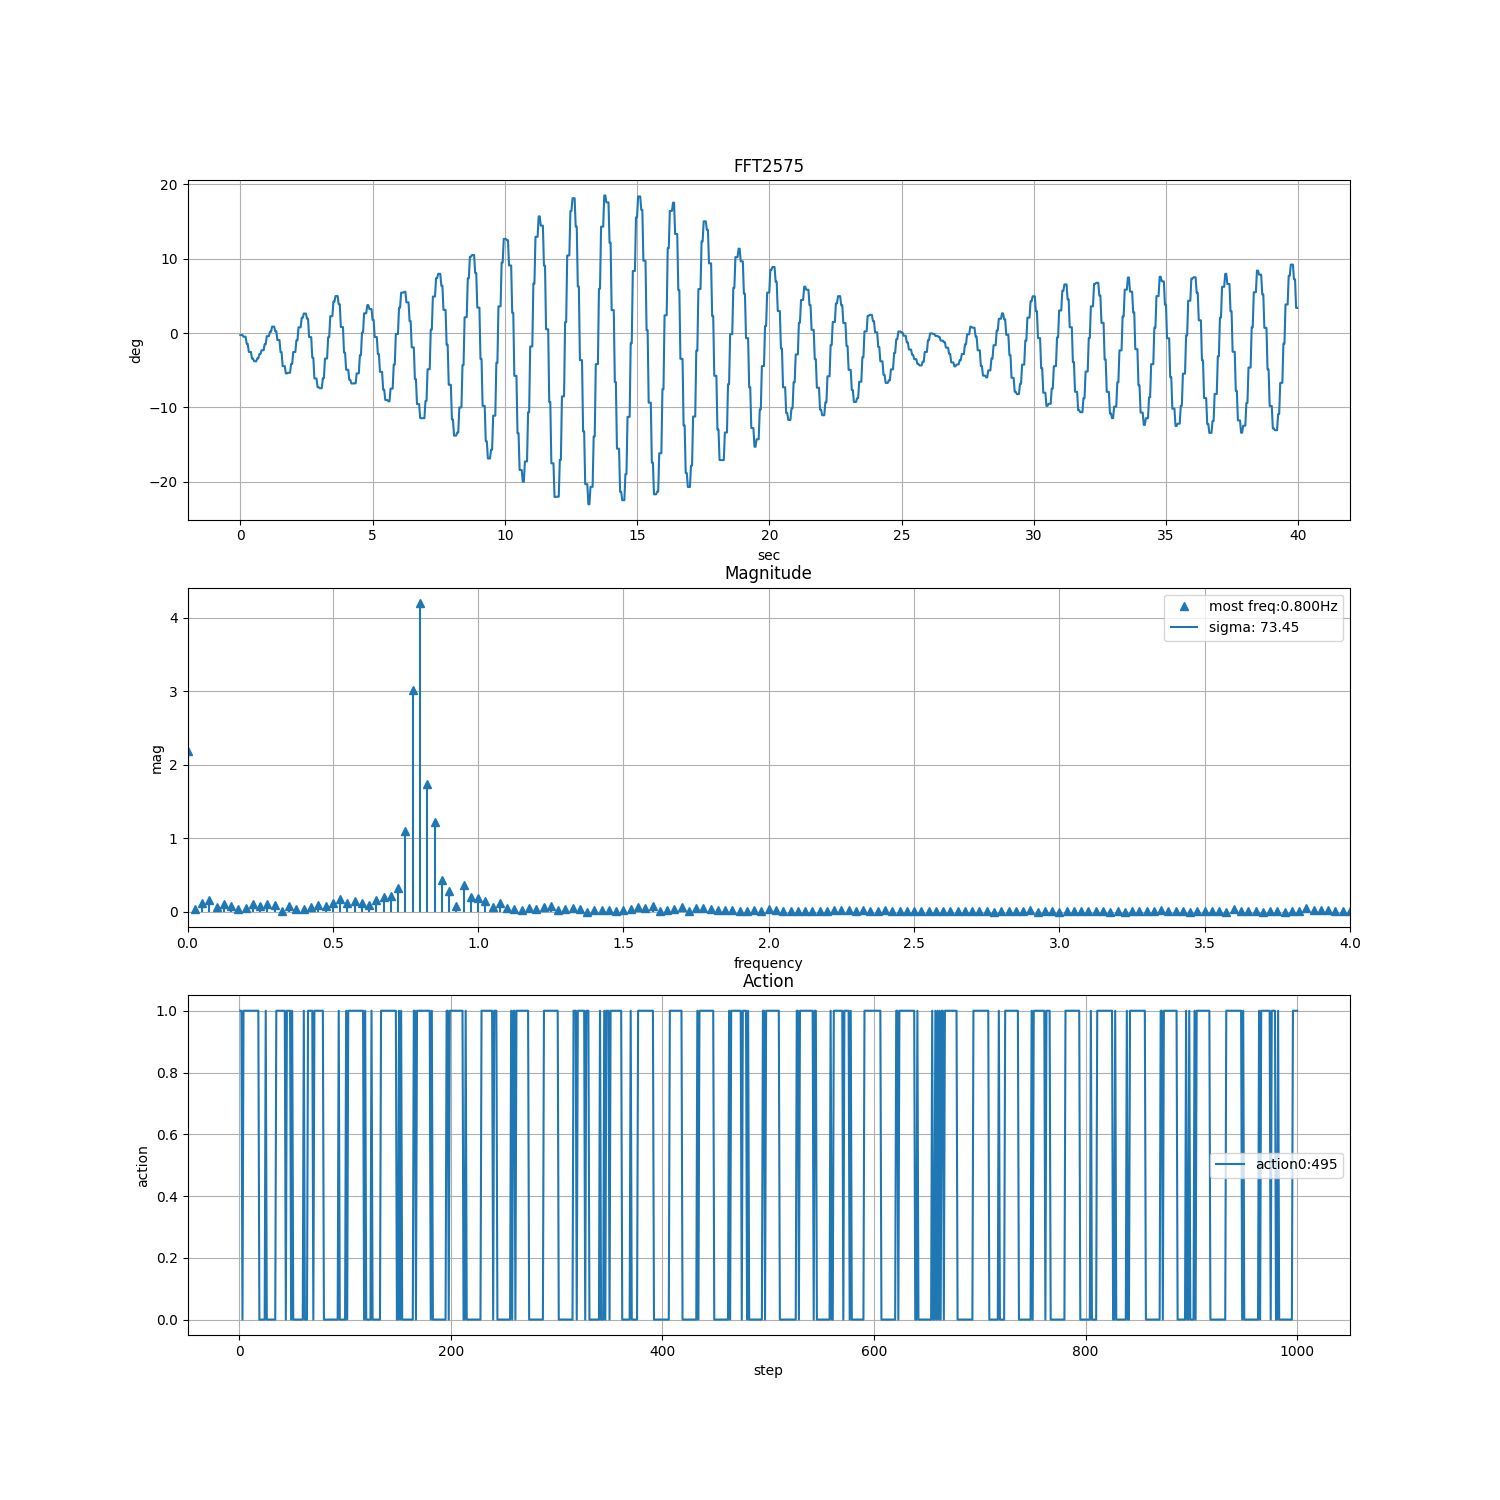 FFT2575
20
10
0
−10
−20
deg
0 5 10 15 20 25 30 35 40
sec
Magnitude
most freq:0.800Hz
sigma: 73.45
4
3
2
1
0
mag
0.0 0.5 1.0 1.5 2.0 2.5 3.0 3.5 4.0
frequency
Action
1.0
0.8
0.6
0.4
0.2
0.0
action
action0:495
0 200 400 600 800 1000
step